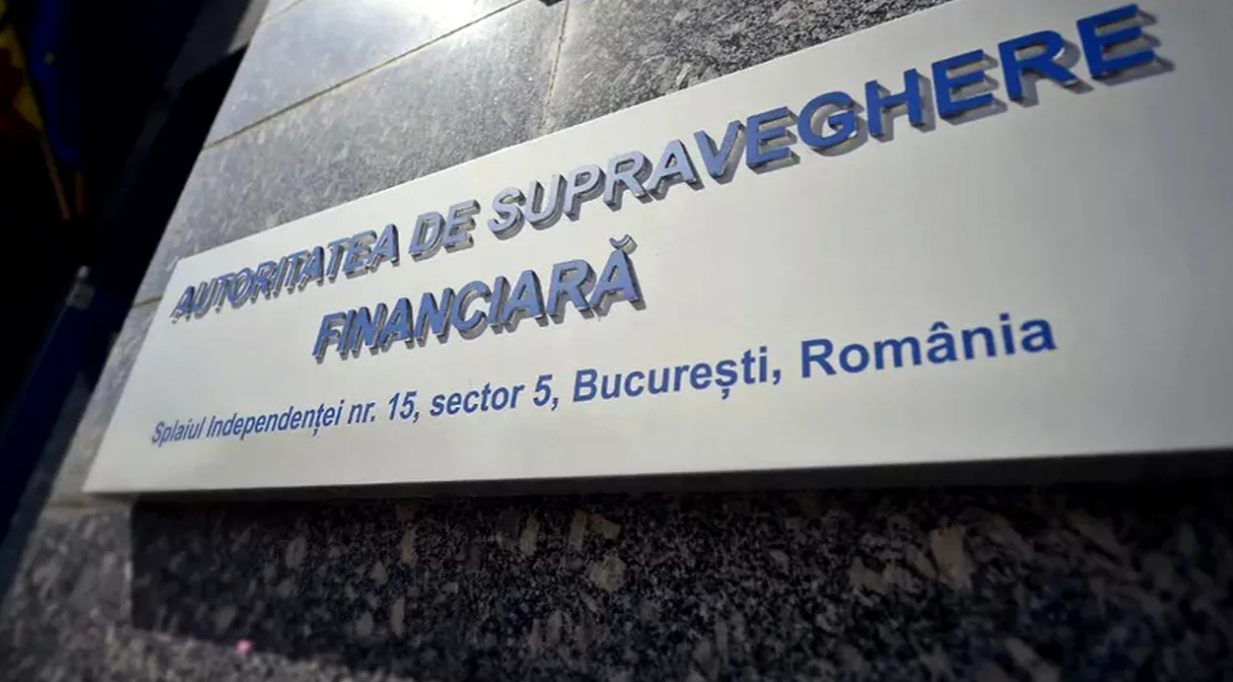 AUTORITATEA DE SUPRAVEGHERE
FINANCIARĂ
Splaiul Independenței nr. 15, sector 5, București, România